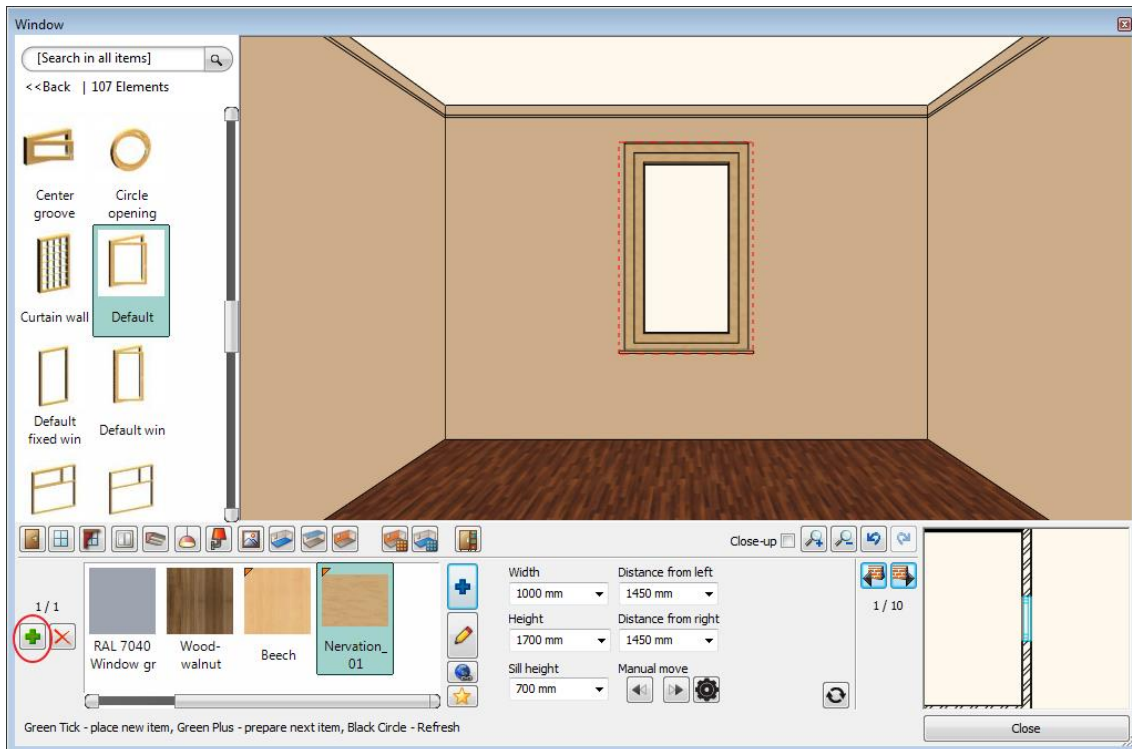 Window
[Search in all items]
<<Back | 107 Elements
Center
groove
Circle
opening
Curtain wall
Default
Default
fixed win
Default win
Close-up
1 / 1
RAL 7040
Window gr
Wood-
walnut
Beech
Nervation_
01
Width
1000 mm
Distance from left
1450 mm
Height
1700 mm
Distance from right
1450 mm
Sill height
700 mm
Manual move
1 / 10
Green Tick - place new item, Green Plus - prepare next item, Black Circle - Refresh
Close